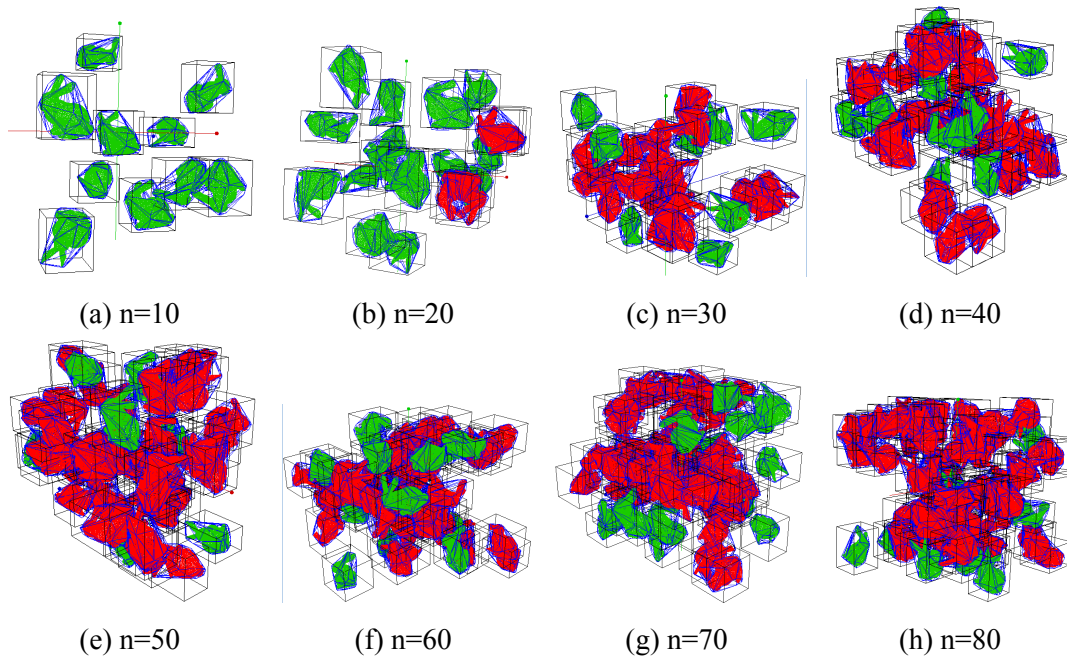 (a) n=10
(b) n=20
(c) n=30
(d) n=40
(e) n=50
(f) n=60
(g) n=70
(h) n=80